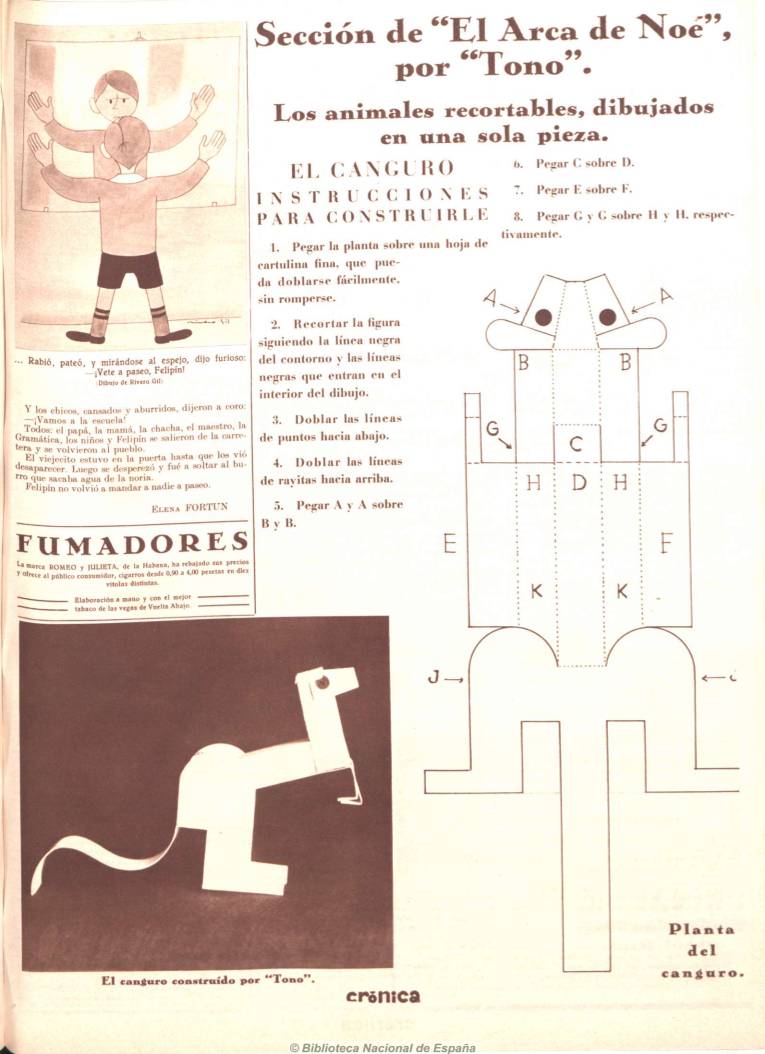 Sección de “El Arca de Noé”,
por “Tono”.
Los animales recortables, dibujados
en una sola pieza.
... Rabió, pateó, y mirándose al espejo, dijo furioso:
—¡Vete a paseo, Felipín!
(Dibujo de Rivero Gil)
Y los chicos, cansados y aburridos, dijeron a coro:
—¡Vamos a la escuela!
Todos: el papá, la mamá, la chacha, el maestro, la
Gramática, los niños y Felipín se salieron de la carre-
tera y se volvieron al pueblo.
El viejecito estuvo en la puerta hasta que los vió
desaparecer. Luego se desperezó y fué a soltar al bu-
rro que sacaba agua de la noria.
Felipín no volvió a mandar a nadie a paseo.
Elena FORTUN
FUMADORES
La marca ROMEO y JULIETA, de la Habana, ha rebajado sus precios
y ofrece al público consumidor, cigarros desde 0,90 a 4,00 pesetas en diez
vitolas distintas.
Elaboración a mano y con el mejor
tabaco de las vegas de Vuelta Abajo.
EL CANGURO
INSTRUCCIONES
PARA CONSTRUIRLE
1. Pegar la planta sobre una hoja de
cartulina fina, que pue-
da doblarse fácilmente,
sin romperse.
2. Recortar la figura
siguiendo la línea negra
del contorno y las líneas
negras que entran en el
interior del dibujo.
3. Doblar las líneas
de puntos hacia abajo.
4. Doblar las líneas
de rayitas hacia arriba.
5. Pegar A y A sobre
B y B.
6. Pegar C sobre D.
7. Pegar E sobre F.
8. Pegar G y G sobre H y H, respec-
tivamente.
A A
B B
G C G
H D H
E F
K K
J
Planta
del
canguro.
El canguro construído por “Tono”.
crónica
© Biblioteca Nacional de España